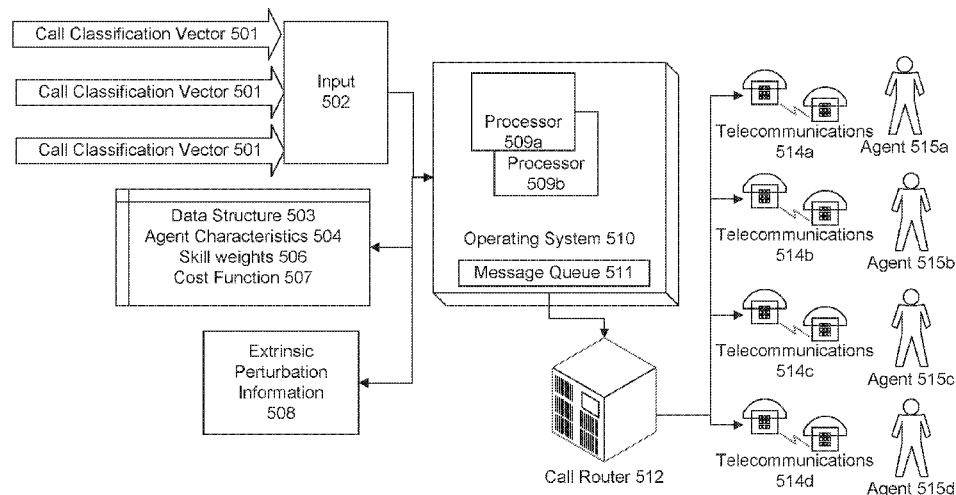 Call Classification Vector 501
Call Classification Vector 501
Call Classification Vector 501
Input
502
Data Structure 503
Agent Characteristics 504
Skill weights 506
Cost Function 507
Extrinsic
Perturbation
Information
508
Processor
509a
Processor
509b
Operating System 510
Message Queue 511
Call Router 512
Telecommunications
514a
Agent 515a
Telecommunications
514b
Agent 515b
Telecommunications
514c
Agent 515c
Telecommunications
514d
Agent 515d